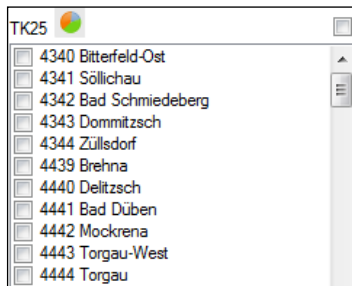 TK25
4340 Bitterfeld-Ost
4341 Söllichau
4342 Bad Schmiedeberg
4343 Dommitzsch
4344 Züllsdorf
4439 Brehna
4440 Delitzsch
4441 Bad Düben
4442 Mockrena
4443 Torgau-West
4444 Torgau